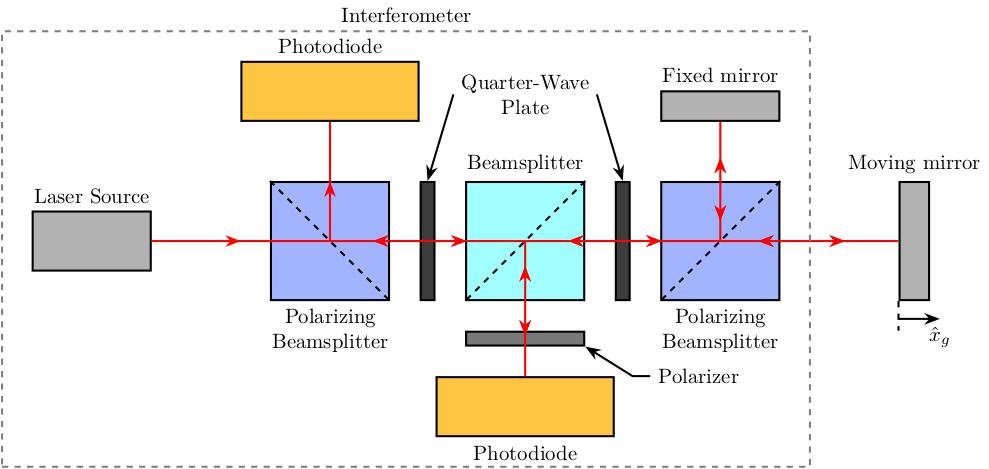 Interferometer
Photodiode
Quarter-Wave
Plate
Fixed mirror
Laser Source
Beamsplitter
Moving mirror
Polarizing
Beamsplitter
Polarizing
Beamsplitter
x̂_g
Polarizer
Photodiode